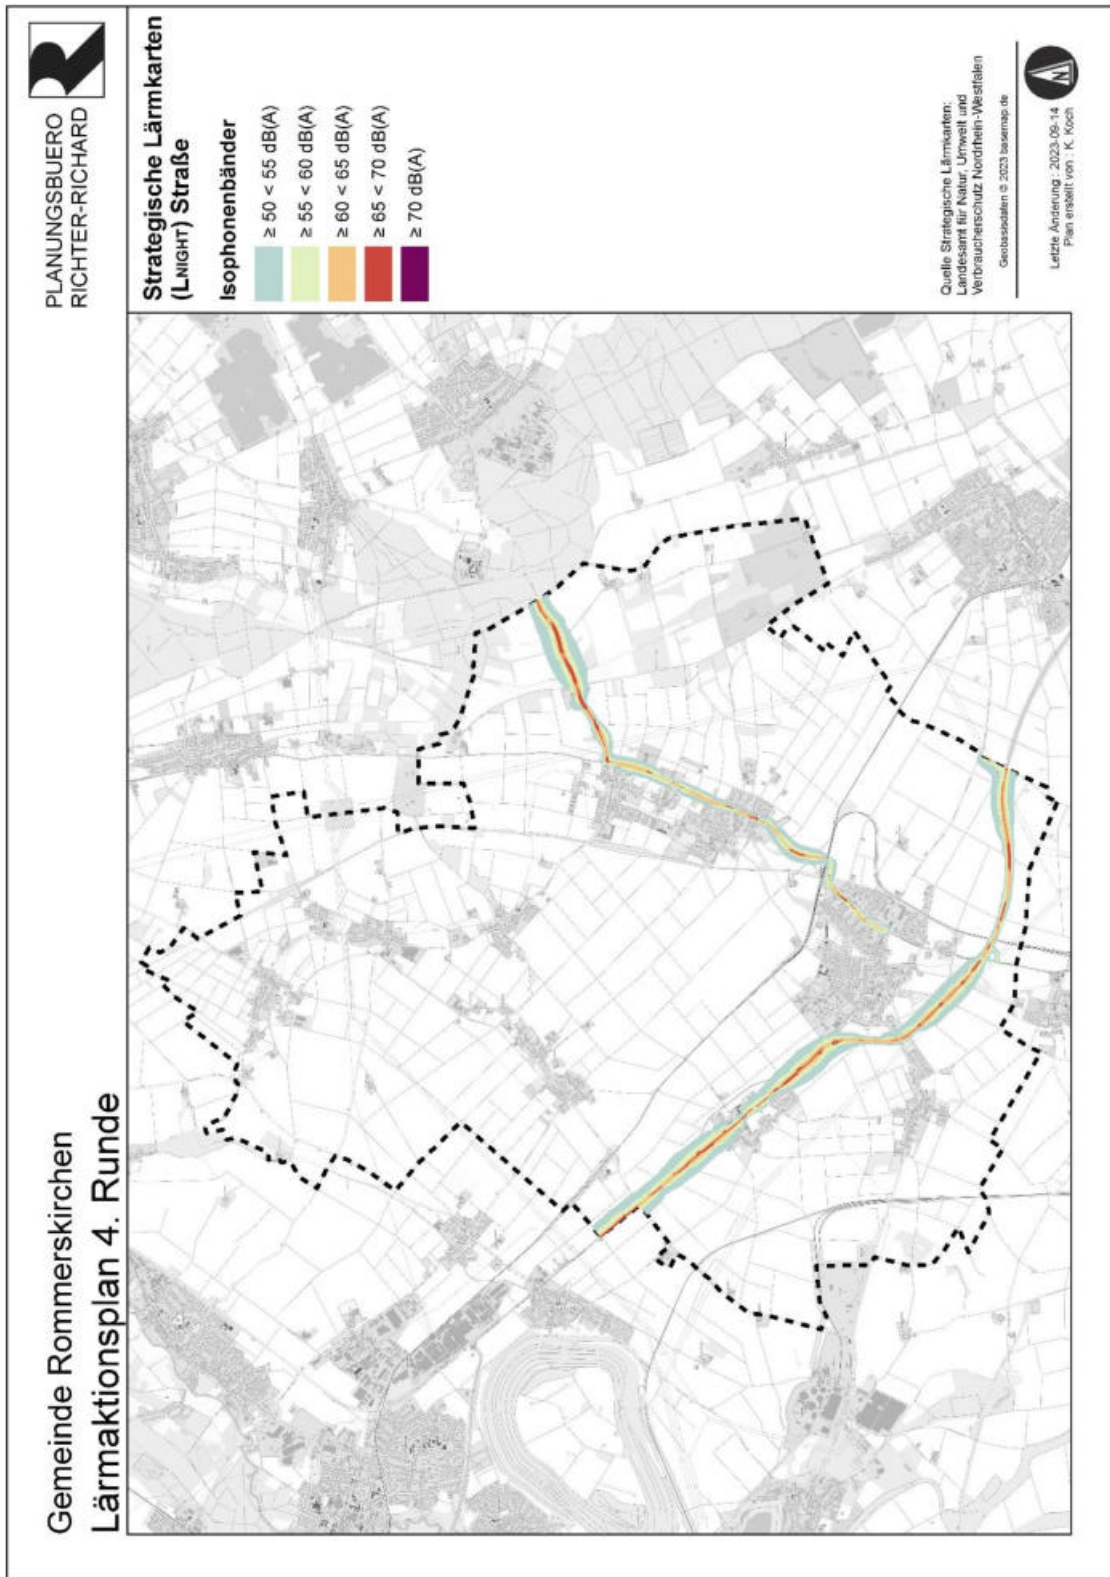 Gemeinde Rommerskirchen
Lärmaktionsplan 4. Runde
PLANUNGSBUERO
RICHTER-RICHARD
Strategische Lärmkarten
(LNIGHT) Straße
Isophonenbänder
≥ 50 < 55 dB(A)
≥ 55 < 60 dB(A)
≥ 60 < 65 dB(A)
≥ 65 < 70 dB(A)
≥ 70 dB(A)
Quelle Strategische Lärmkarten:
Landesamt für Natur, Umwelt und
Verbraucherschutz Nordrhein-Westfalen
Geobasisdaten © 2023 basemap.de
N
Letzte Änderung : 2023-09-14
Plan erstellt von : K. Koch